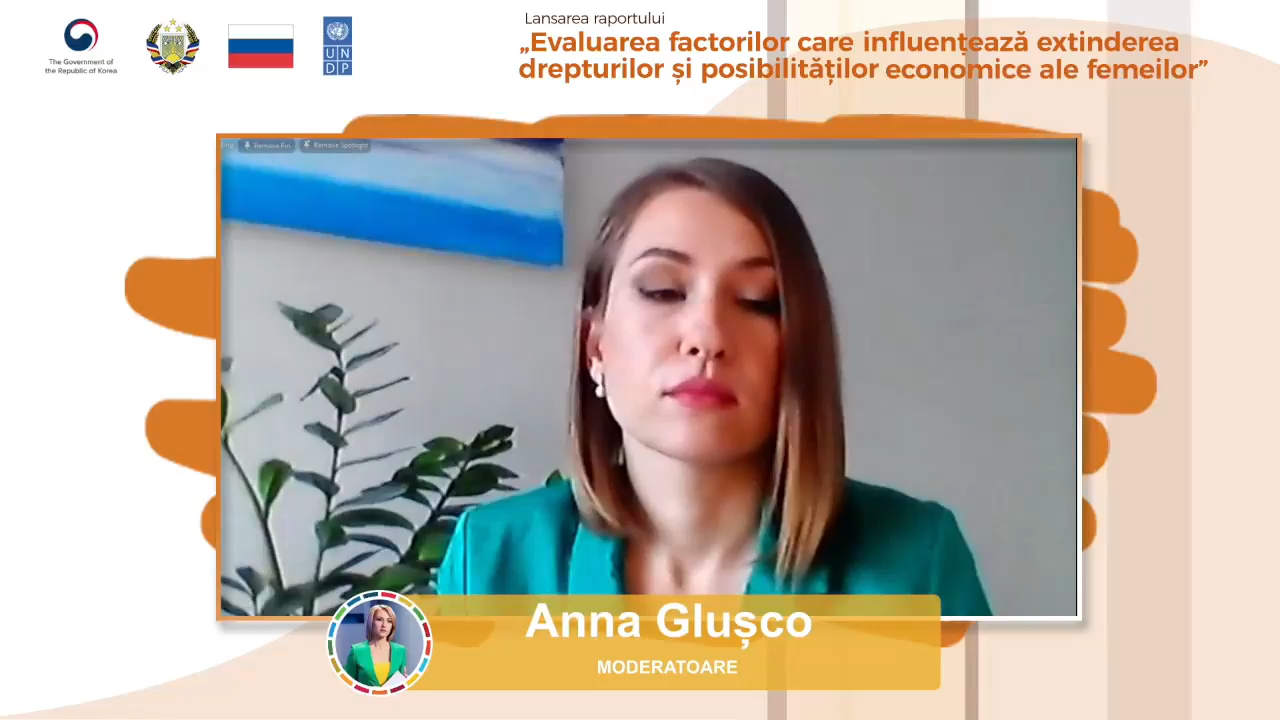 Lansarea raportului
„Evaluarea factorilor care influențează extinderea
drepturilor și posibilităților economice ale femeilor”
The Government of
the Republic of Korea
U N
D P
Remove Pin
Remove Spotlight
Anna Glușco
MODERATOARE